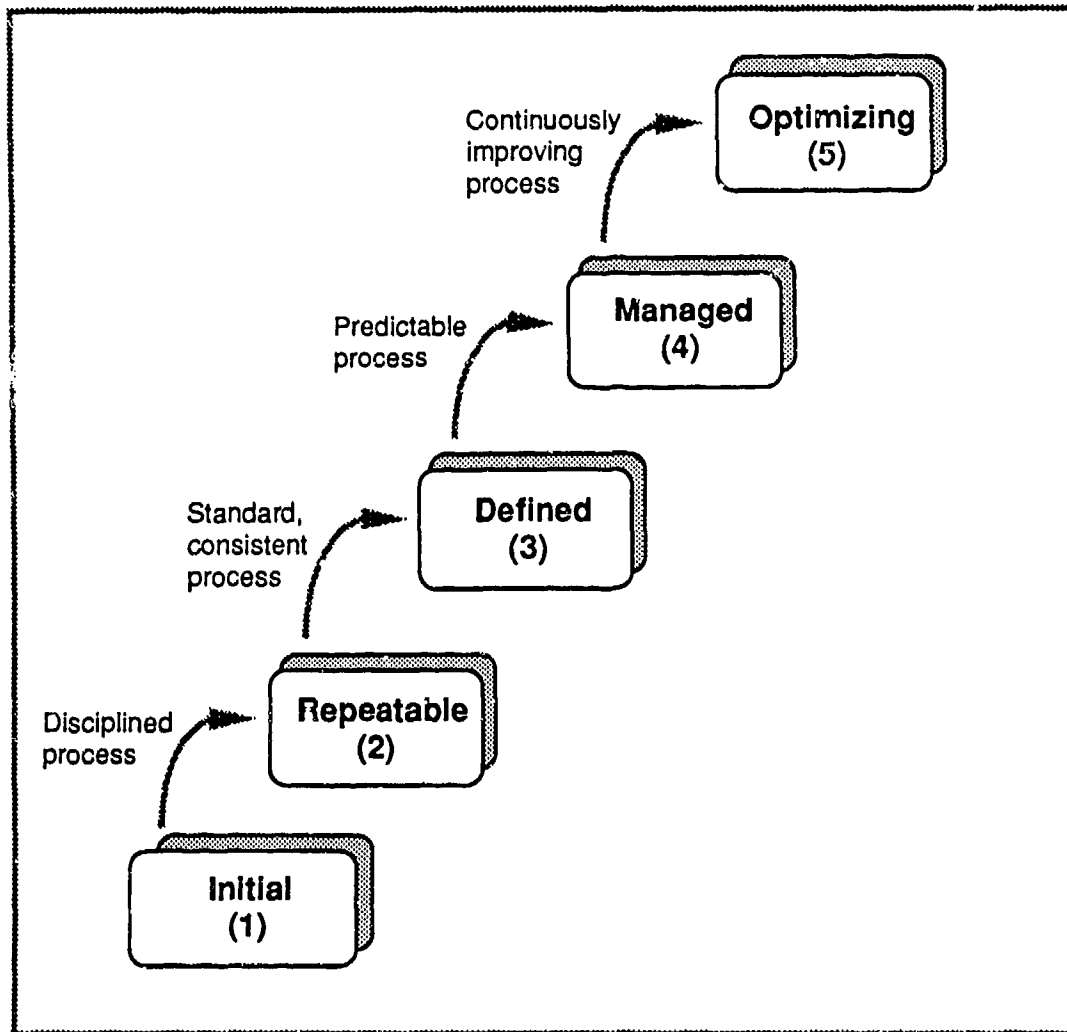 Continuously
improving
process
Optimizing
(5)
Predictable
process
Managed
(4)
Standard,
consistent
process
Defined
(3)
Disciplined
process
Repeatable
(2)
Initial
(1)